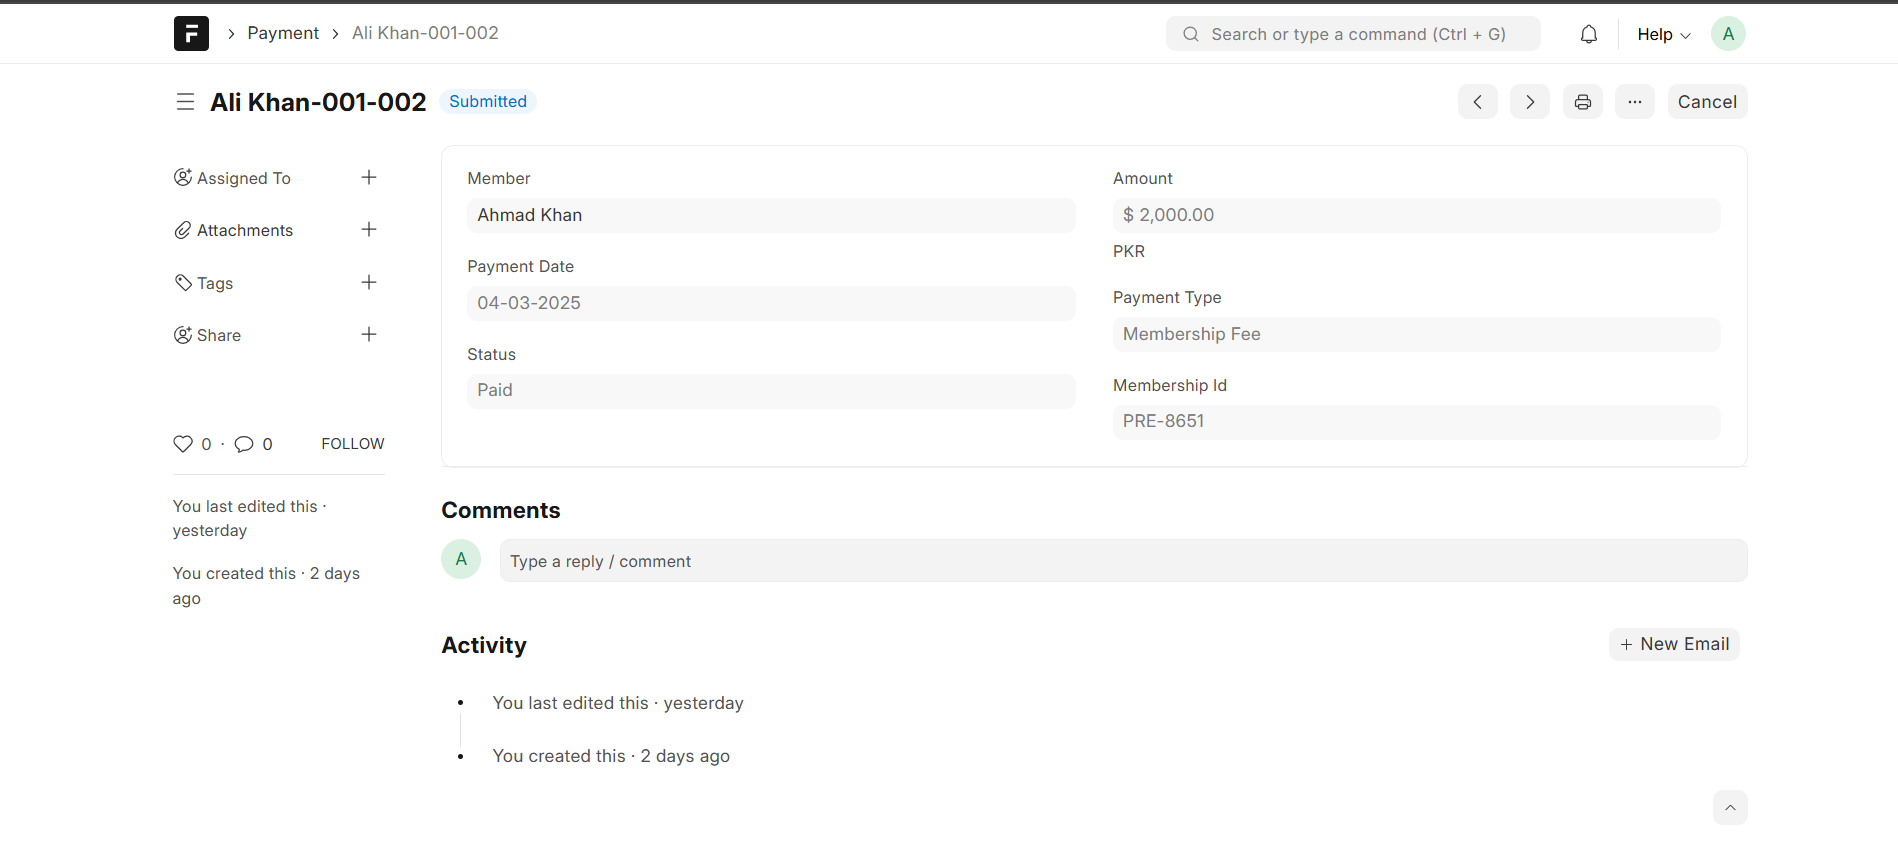 Payment
Ali Khan-001-002
Search or type a command (Ctrl + G)
Help
A
Ali Khan-001-002
Submitted
Cancel
Assigned To
Attachments
Tags
Share
0 · 0
FOLLOW
You last edited this ·
yesterday
You created this · 2 days
ago
Member
Ahmad Khan
Payment Date
04-03-2025
Status
Paid
Amount
$ 2,000.00
PKR
Payment Type
Membership Fee
Membership Id
PRE-8651
Comments
A
Type a reply / comment
Activity
New Email
You last edited this · yesterday
You created this · 2 days ago